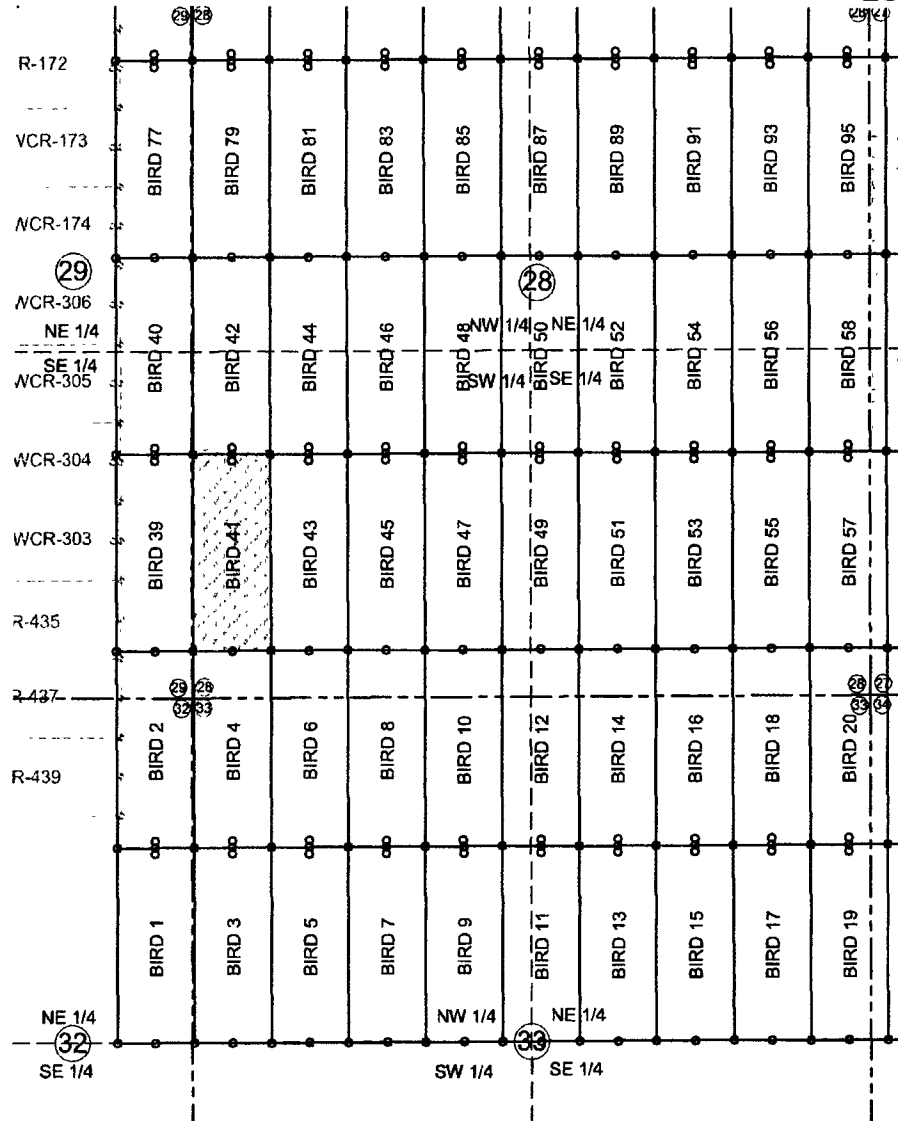 29 28 28 27
R-172
WCR-173
BIRD 77 BIRD 79 BIRD 81 BIRD 83 BIRD 85 BIRD 87 BIRD 89 BIRD 91 BIRD 93 BIRD 95
WCR-174
29 28
WCR-306
NE 1/4 NW 1/4 NE 1/4
BIRD 40 BIRD 42 BIRD 44 BIRD 46 BIRD 48 BIRD 50 BIRD 52 BIRD 54 BIRD 56 BIRD 58
SE 1/4 SW 1/4 SE 1/4
WCR-305
WCR-304
WCR-303
BIRD 39 BIRD 41 BIRD 43 BIRD 45 BIRD 47 BIRD 49 BIRD 51 BIRD 53 BIRD 55 BIRD 57
R-435
29 28 28 27
R-437
32 33 33 34
BIRD 2 BIRD 4 BIRD 6 BIRD 8 BIRD 10 BIRD 12 BIRD 14 BIRD 16 BIRD 18 BIRD 20
R-439
BIRD 1 BIRD 3 BIRD 5 BIRD 7 BIRD 9 BIRD 11 BIRD 13 BIRD 15 BIRD 17 BIRD 19
NE 1/4 NW 1/4 NE 1/4
32 33
SE 1/4 SW 1/4 SE 1/4